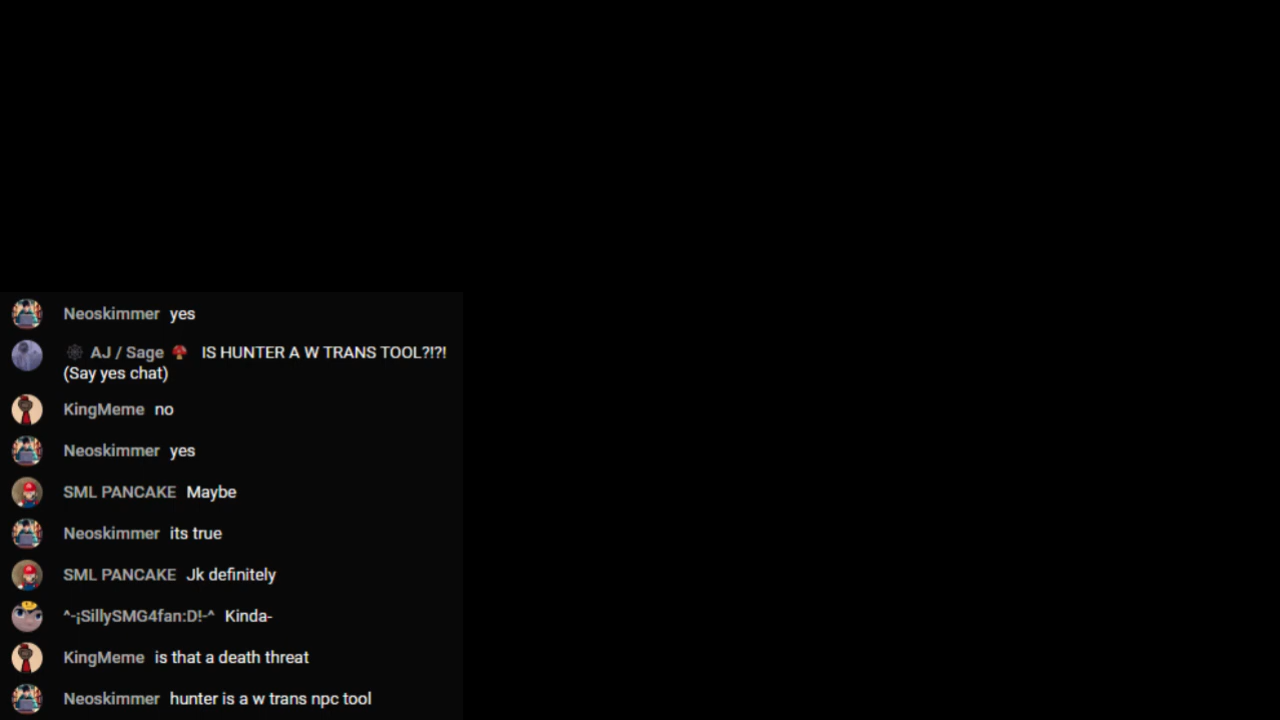 Neoskimmer yes
🕸 AJ / Sage 🍄 IS HUNTER A W TRANS TOOL?!?!
(Say yes chat)
KingMeme no
Neoskimmer yes
SML PANCAKE Maybe
Neoskimmer its true
SML PANCAKE Jk definitely
^-¡SillySMG4fan:D!-^ Kinda-
KingMeme is that a death threat
Neoskimmer hunter is a w trans npc tool